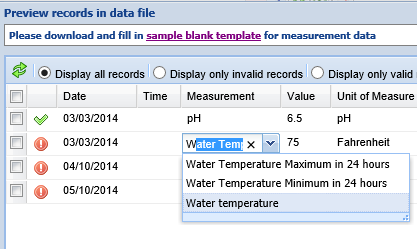 Preview records in data file
Please download and fill in sample blank template for measurement data
Display all records Display only invalid records Display only valid
Date Time Measurement Value Unit of Measure
03/03/2014 pH 6.5 pH
03/03/2014 Water Temp 75 Fahrenheit
04/10/2014 Water Temperature Maximum in 24 hours
Water Temperature Minimum in 24 hours
05/10/2014 Water temperature